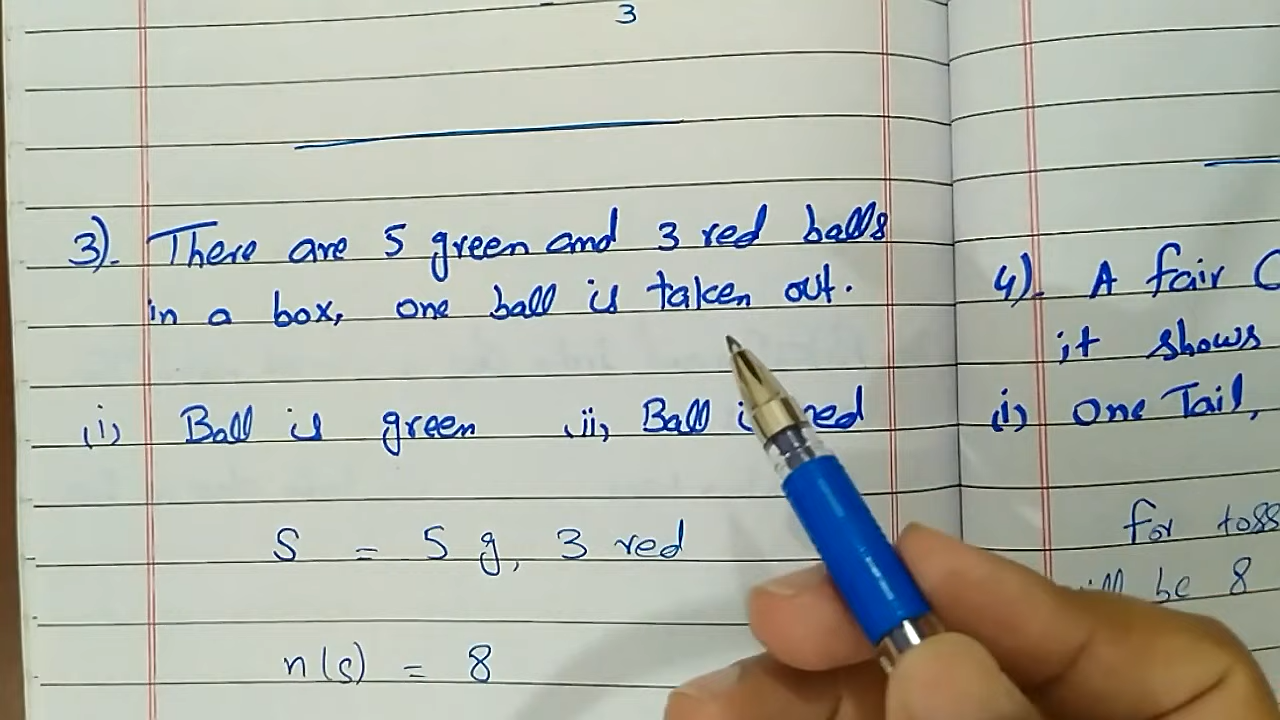 3
3). There are 5 green and 3 red balls
in a box, one ball is taken out.
(i) Ball is green (ii) Ball is red
S = 5 g, 3 red
n(s) = 8
4). A fair
it shows
(i) One Tail,
for toss
be 8